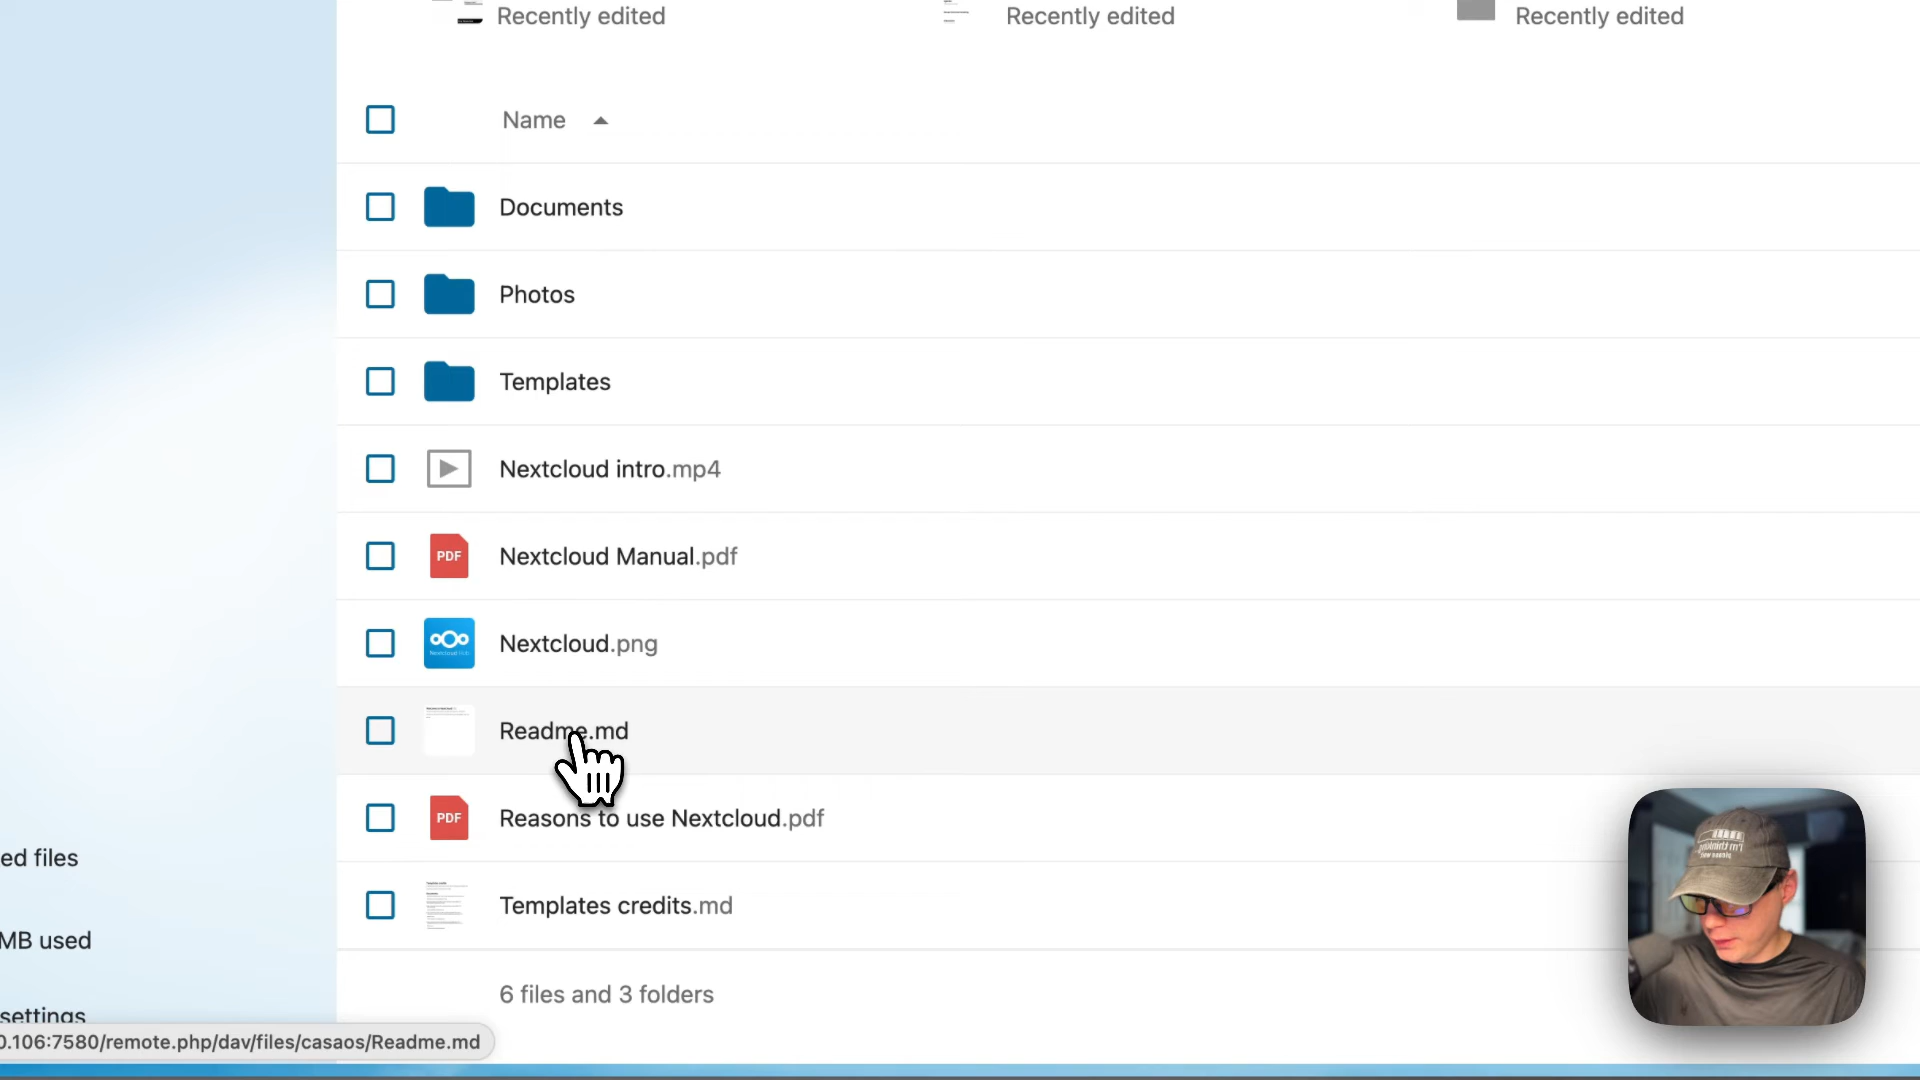 Recently edited
Recently edited
Recently edited
Name
Documents
Photos
Templates
Nextcloud intro.mp4
PDF
Nextcloud Manual.pdf
Nextcloud.png
Readme.md
PDF
Reasons to use Nextcloud.pdf
Templates credits.md
6 files and 3 folders
ed files
MB used
settings
0.106:7580/remote.php/dav/files/casaos/Readme.md